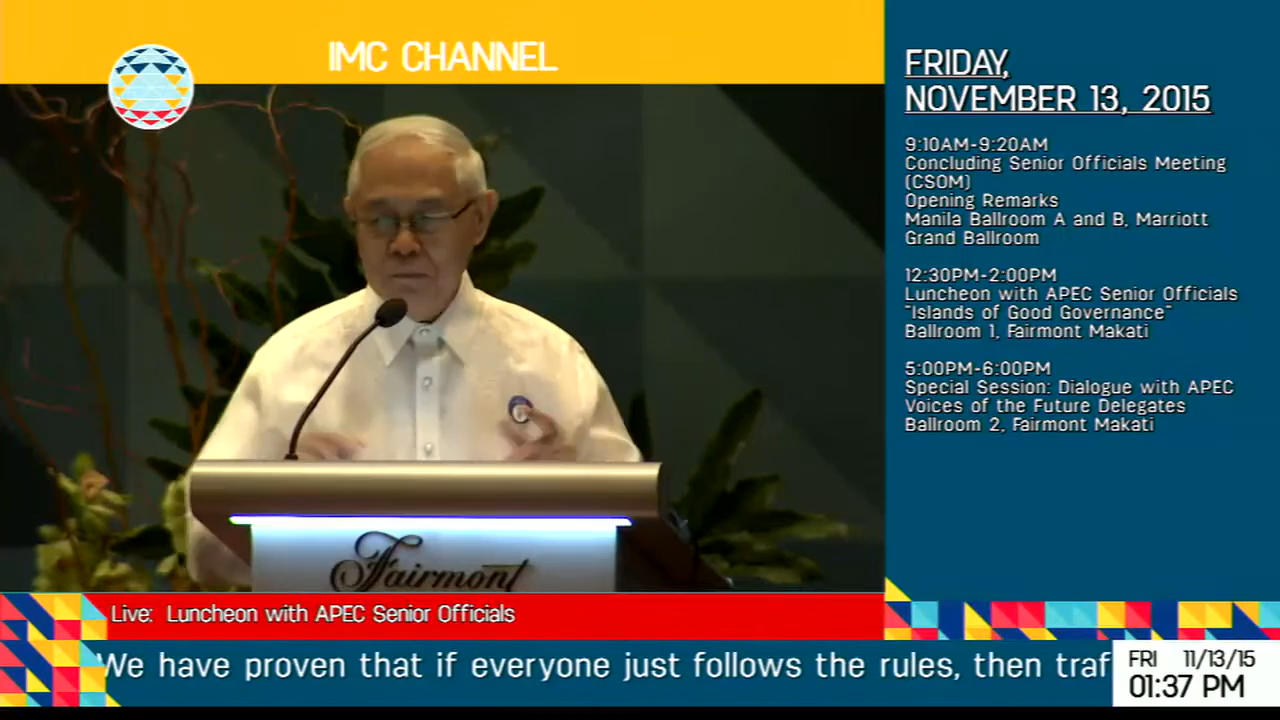 IMC CHANNEL
FRIDAY,
NOVEMBER 13, 2015
9:10AM-9:20AM
Concluding Senior Officials Meeting
(CSOM)
Opening Remarks
Manila Ballroom A and B, Marriott
Grand Ballroom
12:30PM-2:00PM
Luncheon with APEC Senior Officials
"Islands of Good Governance"
Ballroom 1, Fairmont Makati
5:00PM-6:00PM
Special Session: Dialogue with APEC
Voices of the Future Delegates
Ballroom 2, Fairmont Makati
Fairmont
Live: Luncheon with APEC Senior Officials
We have proven that if everyone just follows the rules, then traf
FRI 11/13/15
01:37 PM